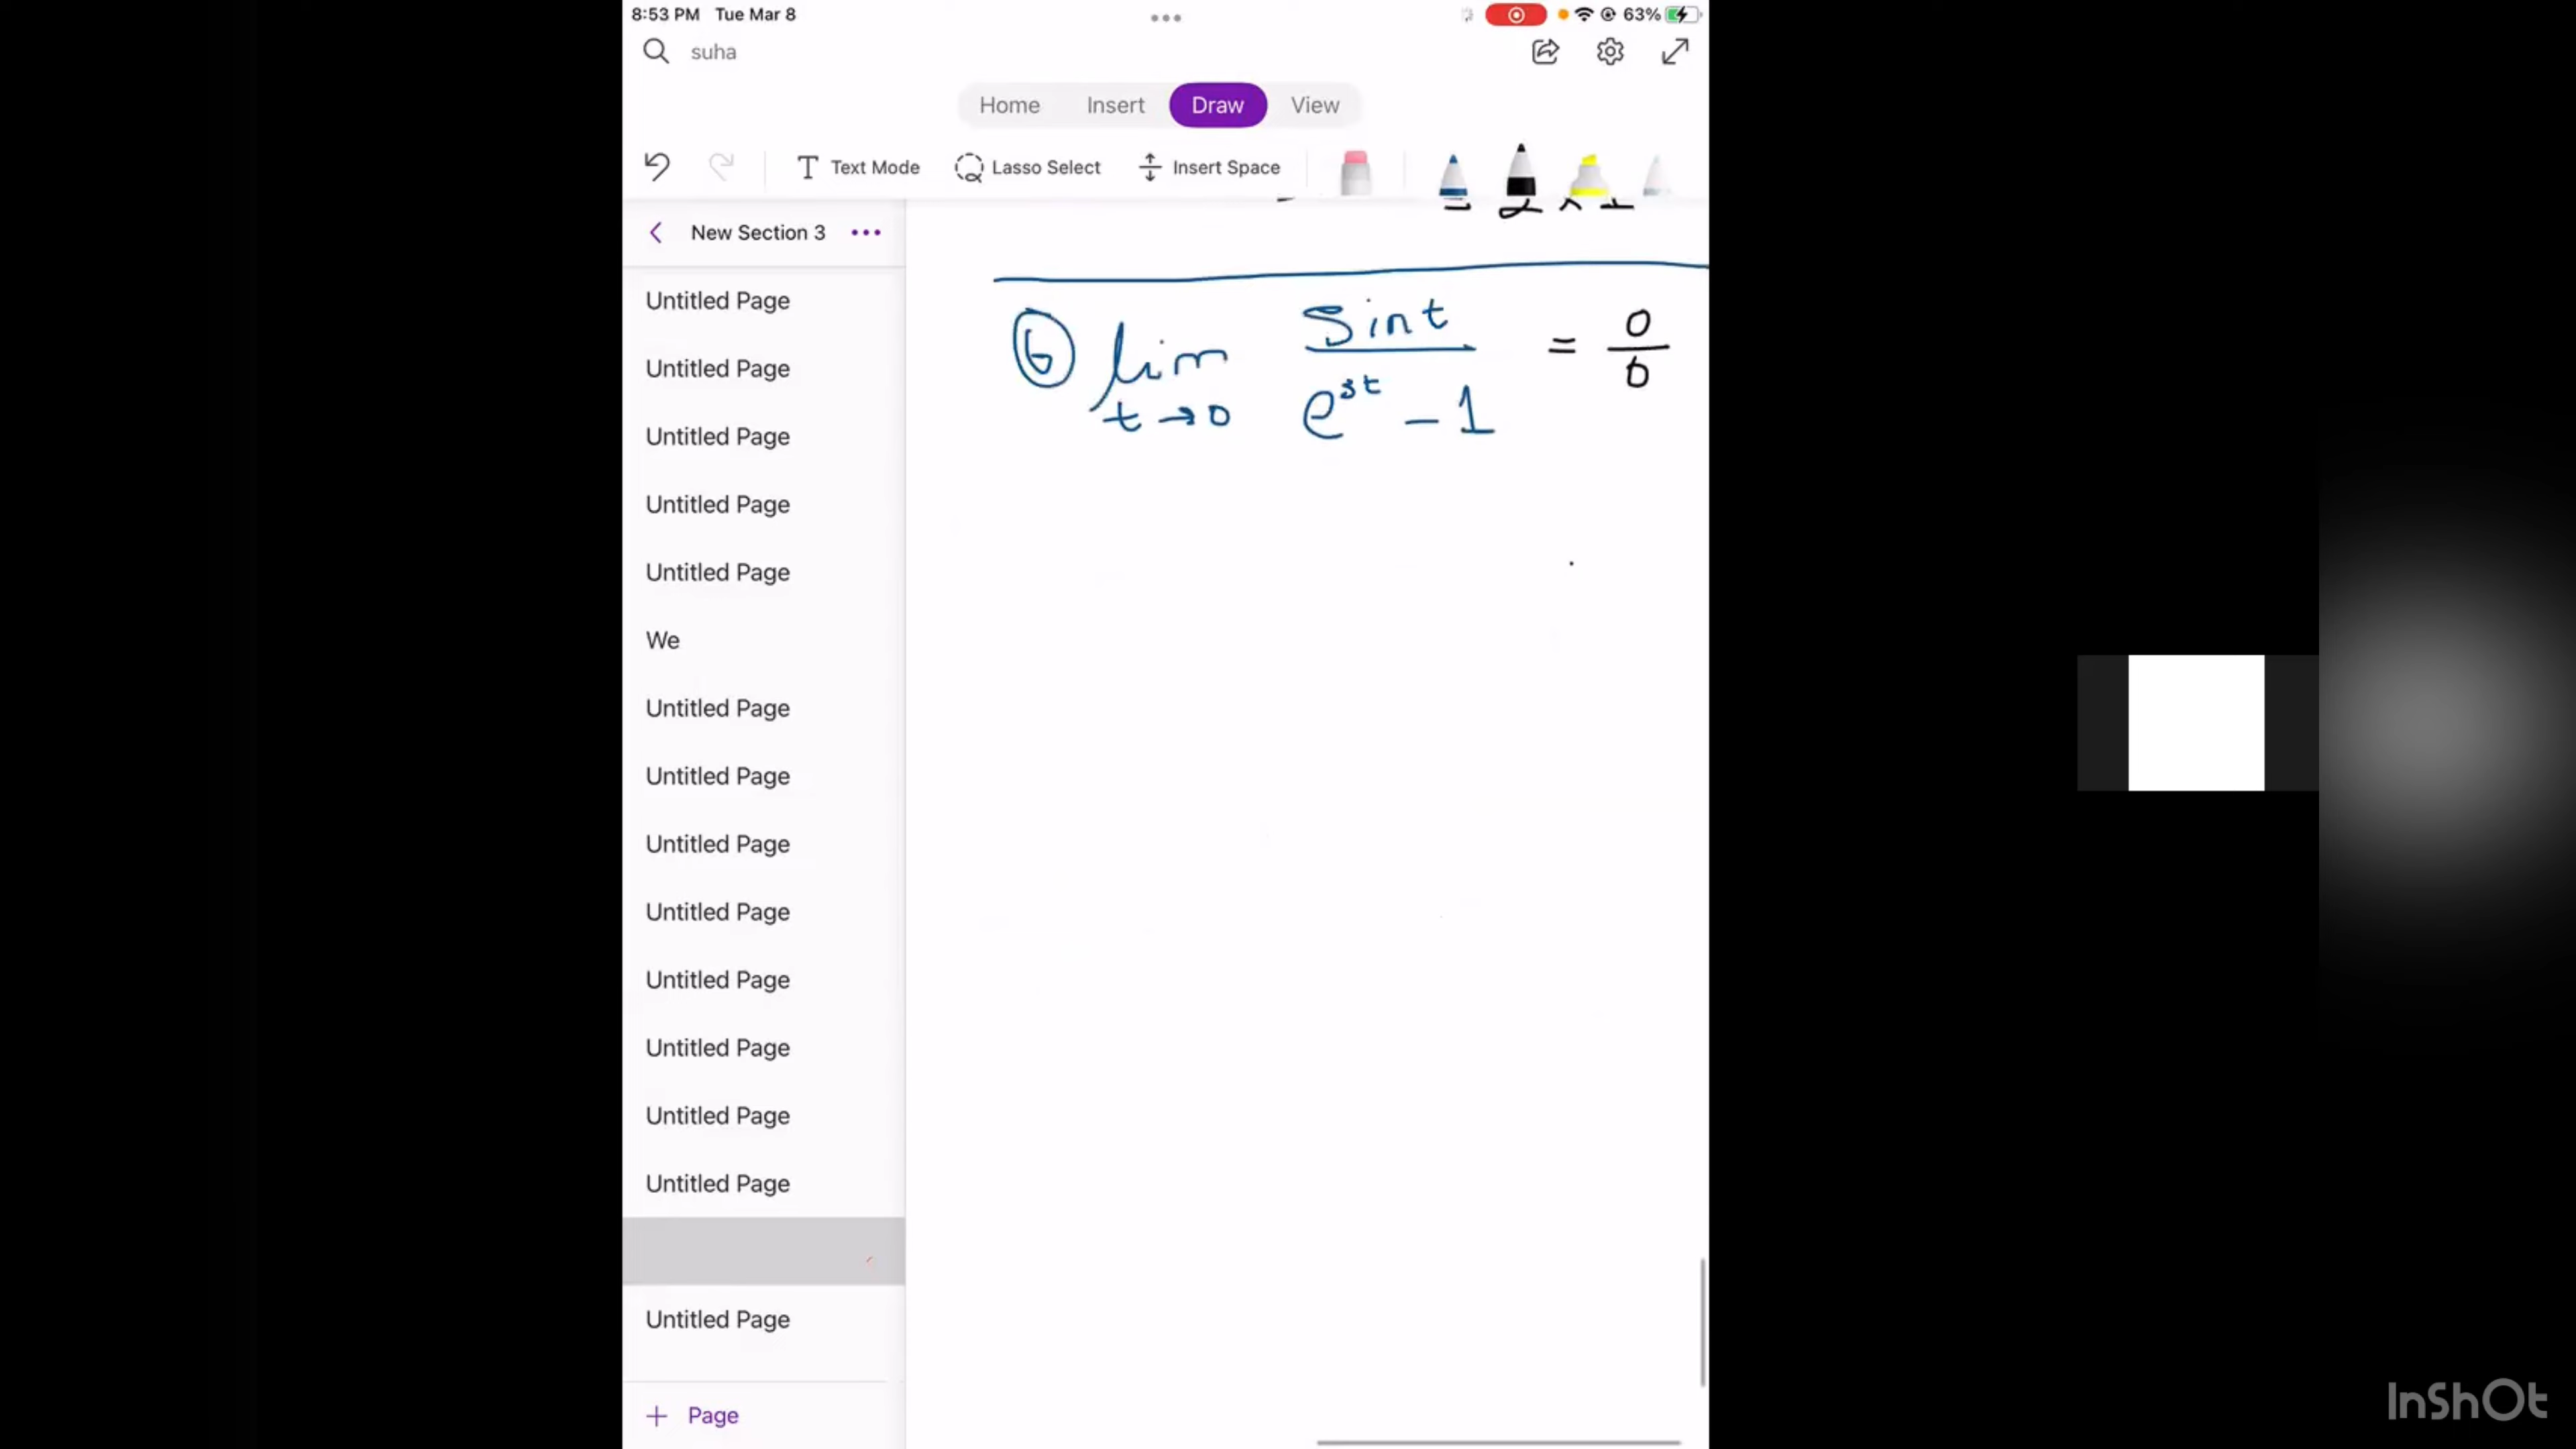 8:53 PM Tue Mar 8
63%
suha
Home Insert Draw View
Text Mode Lasso Select Insert Space
New Section 3
= 2 × 1
Untitled Page
⑥ lim t→0 sin t / e^{3t} - 1 = 0/0
Untitled Page
Untitled Page
Untitled Page
Untitled Page
We
Untitled Page
Untitled Page
Untitled Page
Untitled Page
Untitled Page
Untitled Page
Untitled Page
Untitled Page
Untitled Page
+ Page
InShOt